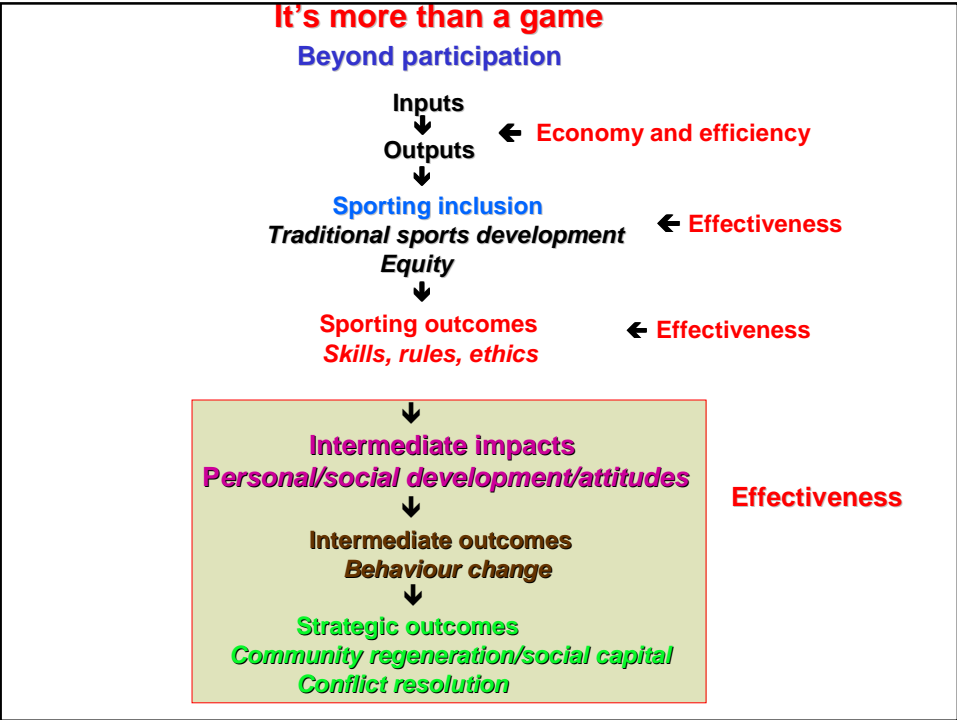 It’s more than a game
Beyond participation
Inputs
🡻
🡸 Economy and efficiency
Outputs
🡻
Sporting inclusion
Traditional sports development
🡸 Effectiveness
Equity
🡻
Sporting outcomes
🡸 Effectiveness
Skills, rules, ethics
🡻
Intermediate impacts
Personal/social development/attitudes
Effectiveness
🡻
Intermediate outcomes
Behaviour change
🡻
Strategic outcomes
Community regeneration/social capital
Conflict resolution